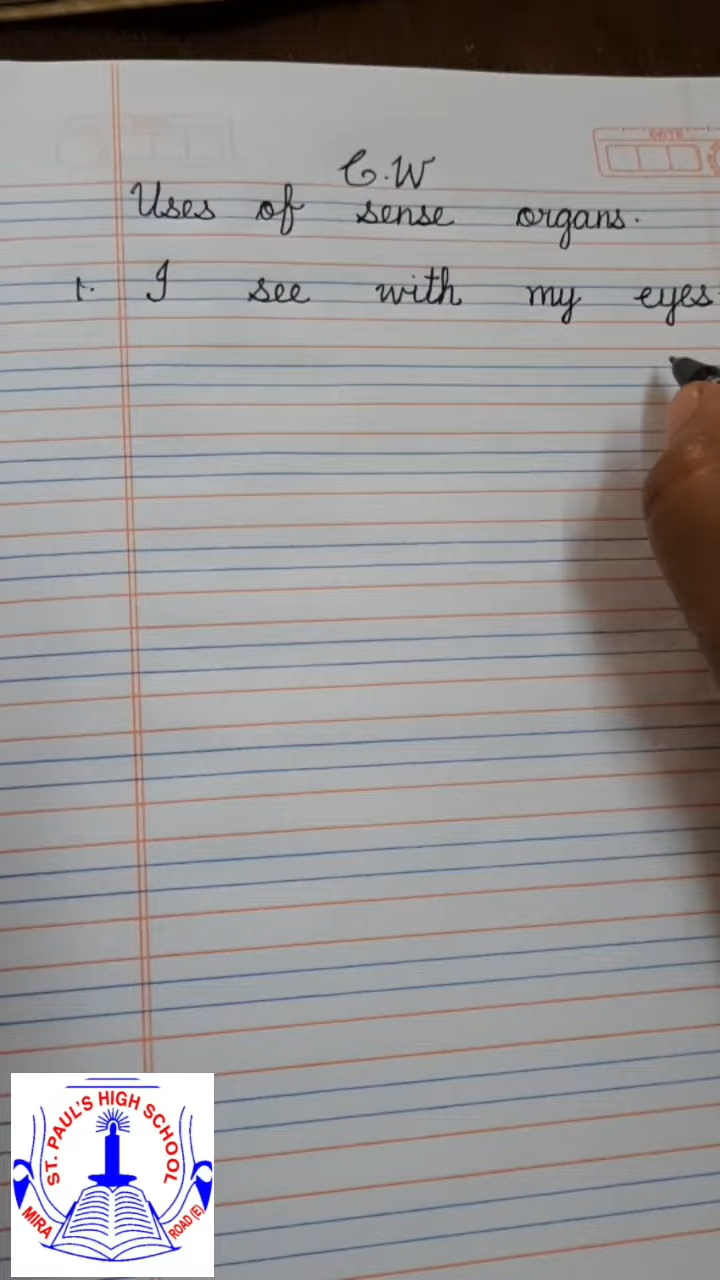 C.W
DATE
Uses of sense organs.
1. I see with my eyes.
ST. PAUL'S HIGH SCHOOL
MIRA ROAD (E)